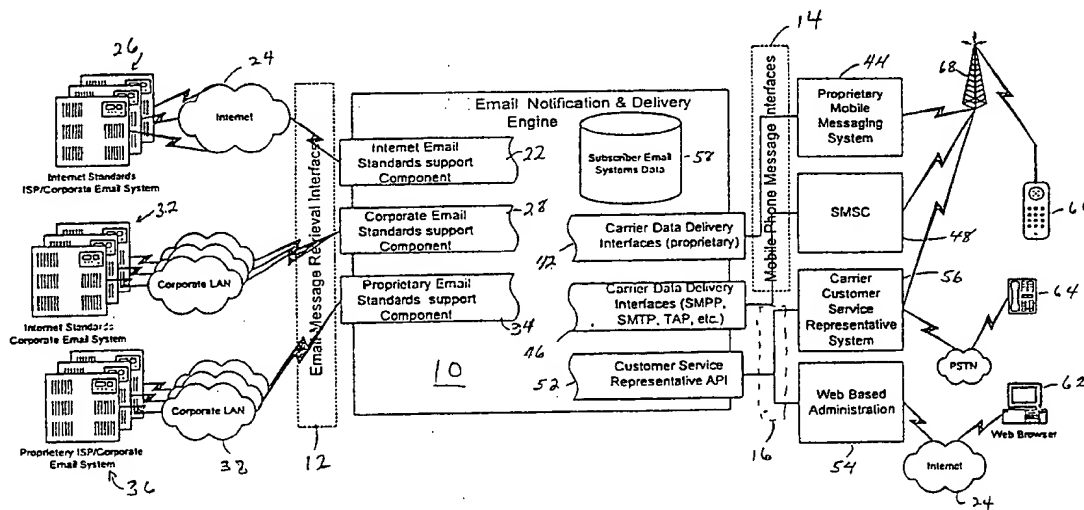 26
24
Internet
Internet Standards
ISP/Corporate Email System
32
Corporate LAN
Internet Standards
Corporate Email System
Corporate LAN
38
Proprietery ISP/Corporate
Email System
36
Email Message Retrieval Interfaces
12
Email Notification & Delivery
Engine
Internet Email
Standards support
Component
22
Corporate Email
Standards support
Component
28
Proprietary Email
Standards support
Component
34
10
Subscriber Email
Systems Data
58
Carrier Data Delivery
Interfaces (proprietary)
42
Carrier Data Delivery
Interfaces (SMPP,
SMTP, TAP, etc.)
46
Customer Service
Representative API
52
14
Mobile Phone Message Interfaces
16
44
Proprietary
Mobile
Messaging
System
SMSC
48
56
Carrier
Customer
Service
Representative
System
Web Based
Administration
54
68
64
PSTN
62
Web Browser
Internet
24